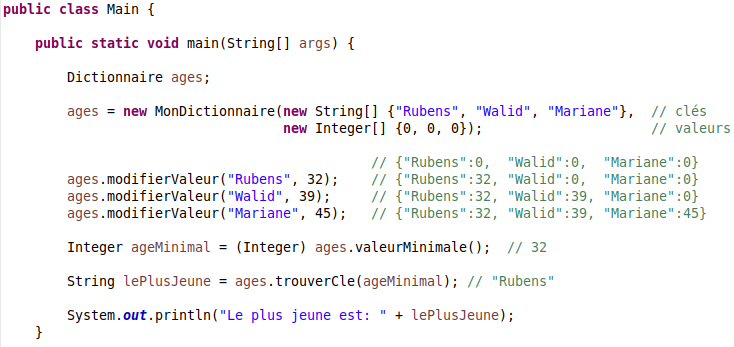 public class Main {
public static void main(String[] args) {
Dictionnaire ages;
ages = new MonDictionnaire(new String[] {"Rubens", "Walid", "Mariane"},  // clés
new Integer[] {0, 0, 0});  // valeurs
// {"Rubens":0,  "Walid":0,  "Mariane":0}
ages.modifierValeur("Rubens", 32);    // {"Rubens":32, "Walid":0,  "Mariane":0}
ages.modifierValeur("Walid", 39);     // {"Rubens":32, "Walid":39, "Mariane":0}
ages.modifierValeur("Mariane", 45);   // {"Rubens":32, "Walid":39, "Mariane":45}
Integer ageMinimal = (Integer) ages.valeurMinimale();  // 32
String lePlusJeune = ages.trouverCle(ageMinimal); // "Rubens"
System.out.println("Le plus jeune est: " + lePlusJeune);
}